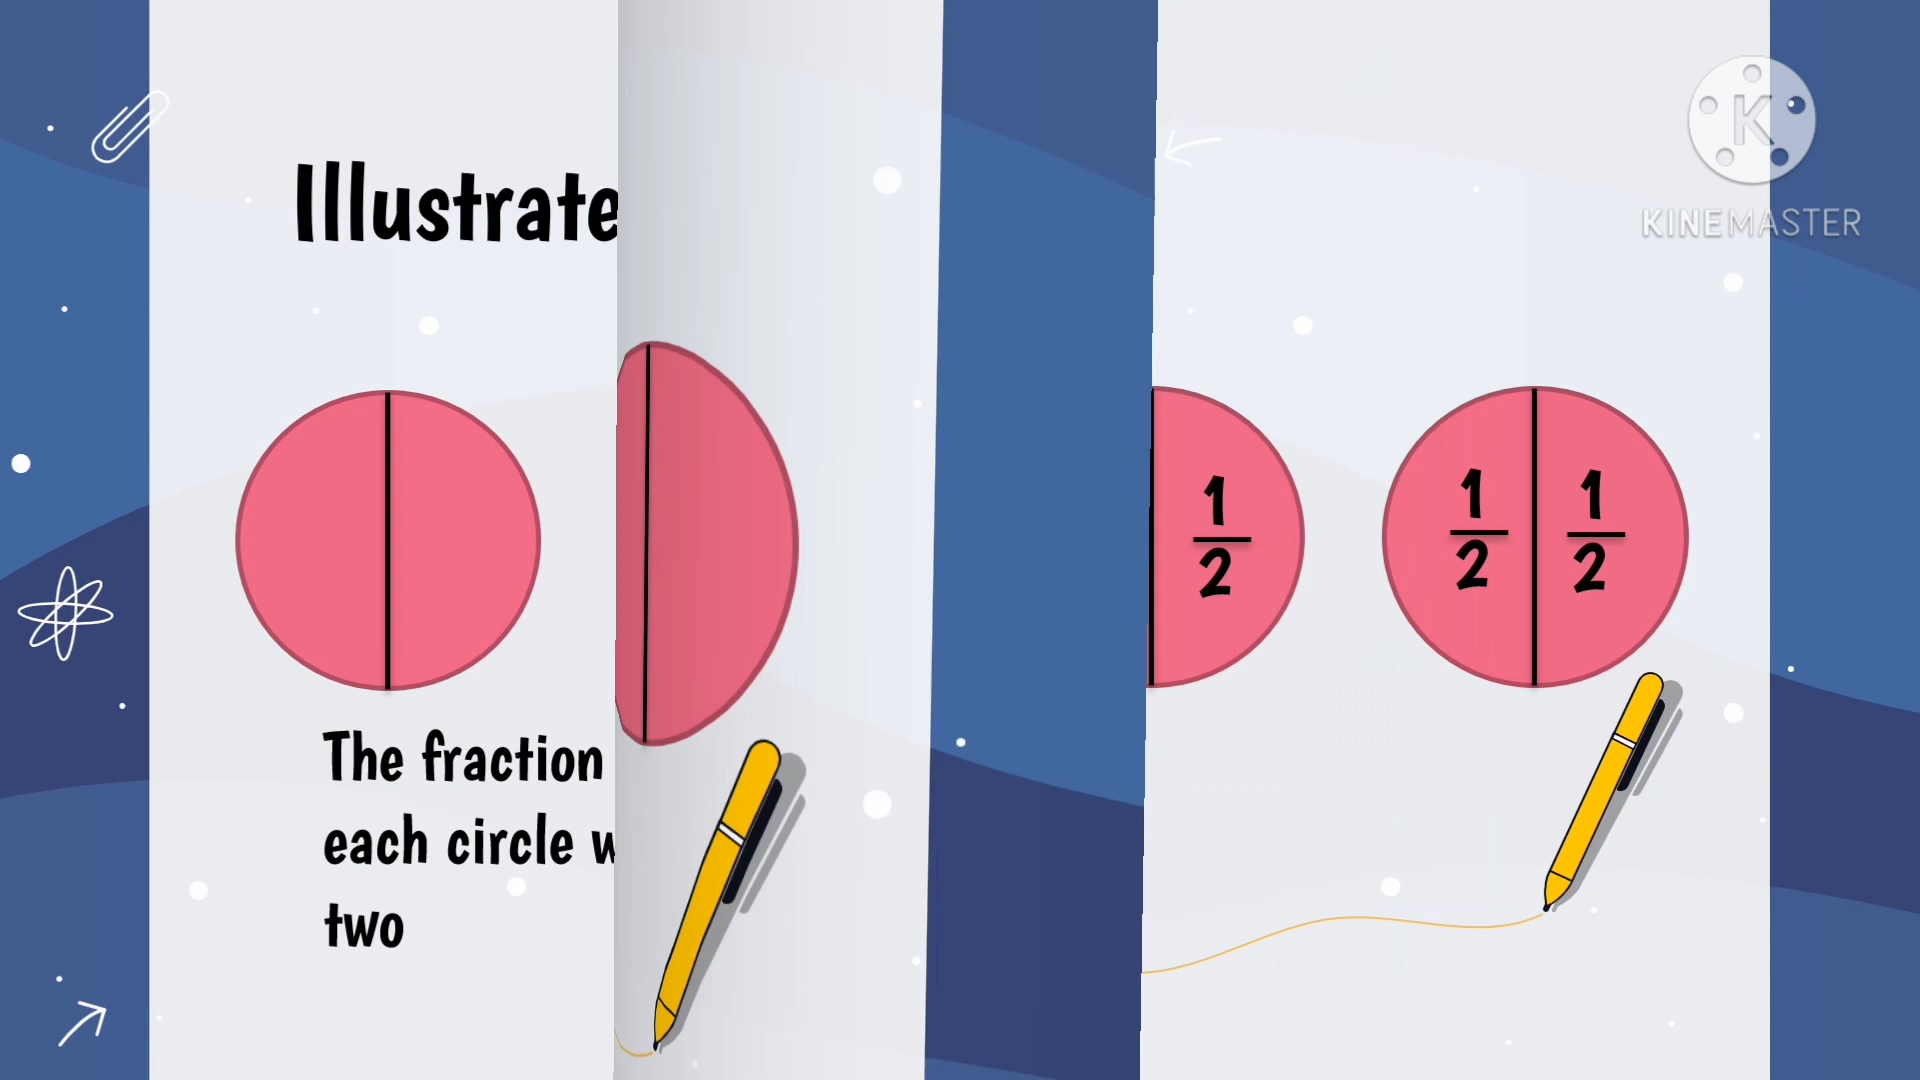 Illustrate
The fraction
each circle w
two
1
2
1
2
1
2
K
KINEMASTER